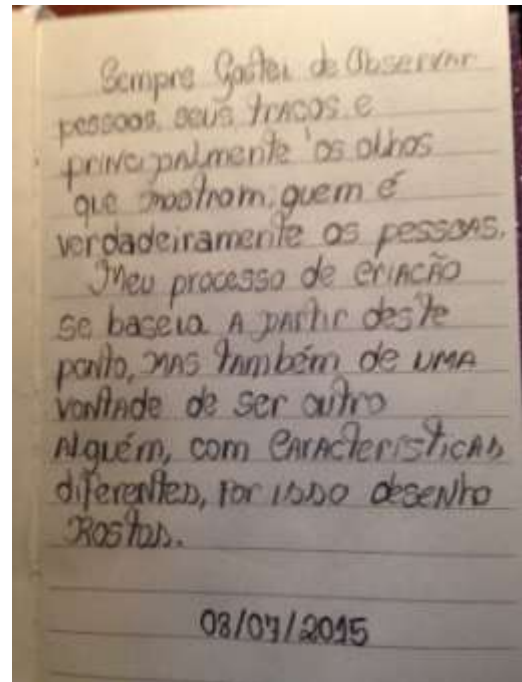 Sempre Gostei de Observar
pessoas, seus traços e
principalmente os olhos
que mostram, quem é
verdadeiramente as pessoas.
Meu processo de criação
se baseia a partir deste
ponto, mas também de uma
vontade de ser outro
Alguém, com características
diferentes, por isso desenho
Rostos.
03/07/2015